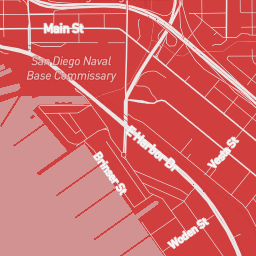 Main St
San Diego Naval
Base Commissary
E Harbor Dr
Vesta St
Brinser St
Woden St